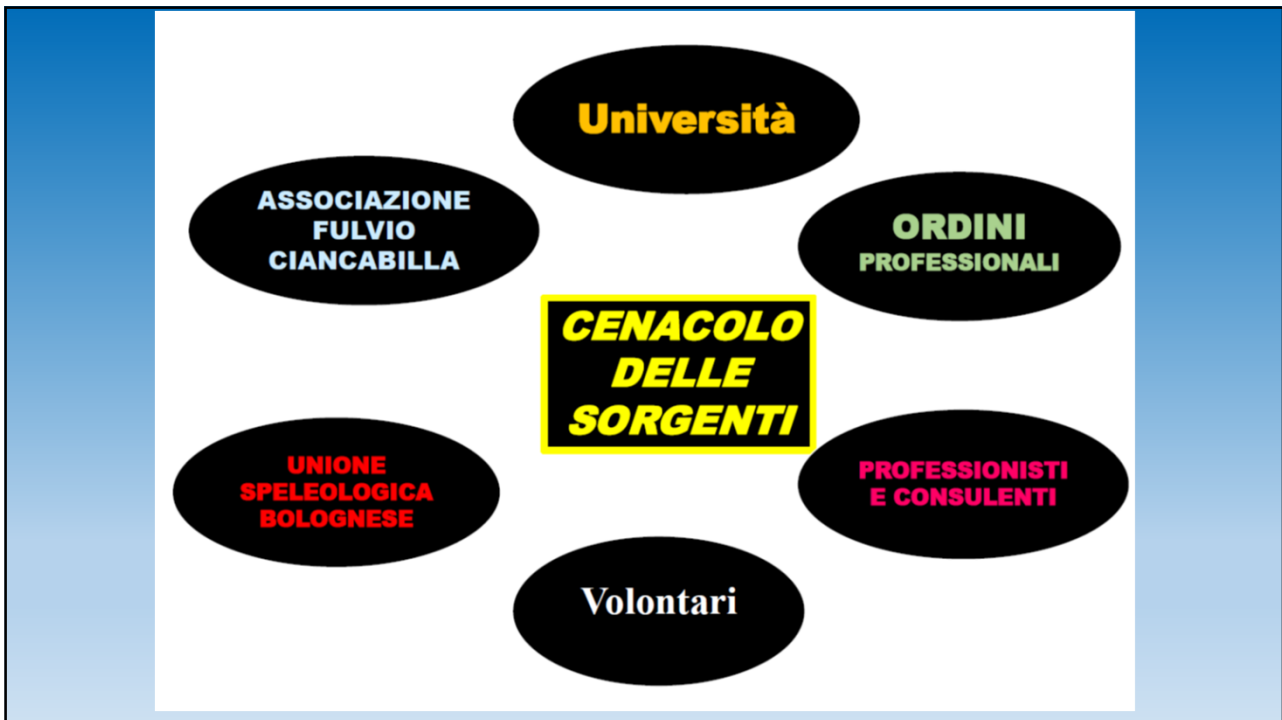 Università
ASSOCIAZIONE
FULVIO
CIANCABILLA
ORDINI
PROFESSIONALI
CENACOLO
DELLE
SORGENTI
UNIONE
SPELEOLOGICA
BOLOGNESE
PROFESSIONISTI
E CONSULENTI
Volontari